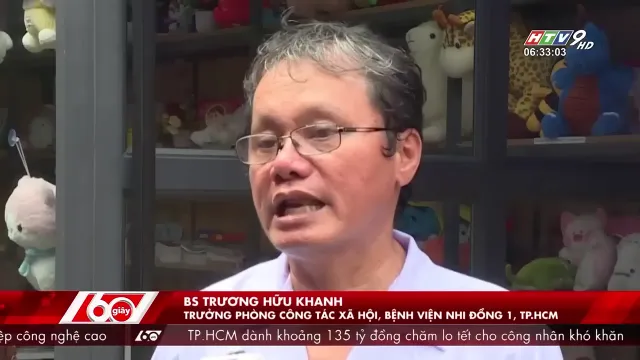 HTV9 HD
06:33:03
BS TRƯƠNG HỮU KHANH
TRƯỞNG PHÒNG CÔNG TÁC XÃ HỘI, BỆNH VIỆN NHI ĐỒNG 1, TP.HCM
60 giây
ệp công nghệ cao 60 giây TP.HCM dành khoảng 135 tỷ đồng chăm lo tết cho công nhân khó khăn